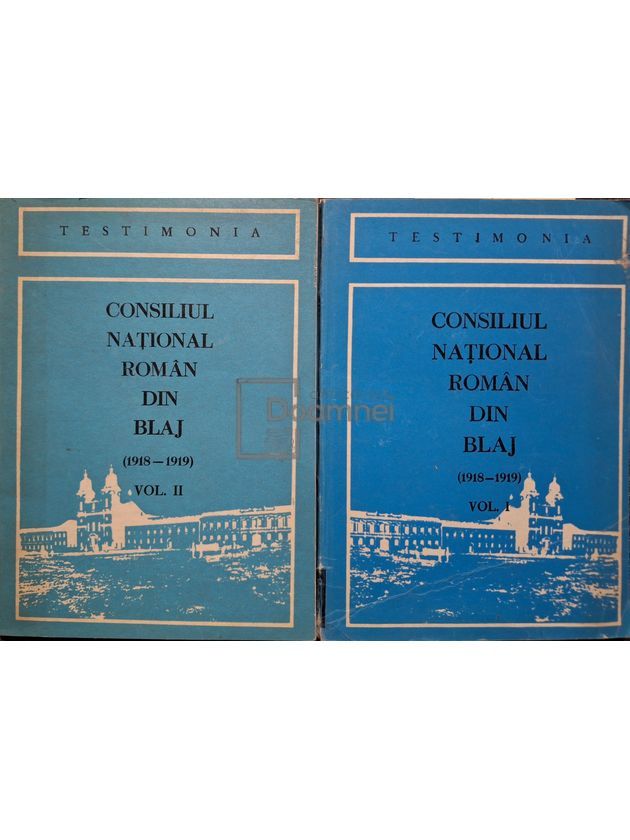 TESTIMONIA
CONSILIUL
NAȚIONAL
ROMÂN
DIN
BLAJ
(1918—1919)
VOL. II
TESTIMONIA
CONSILIUL
NAȚIONAL
ROMÂN
DIN
BLAJ
(1918—1919)
VOL. I
Doamnei